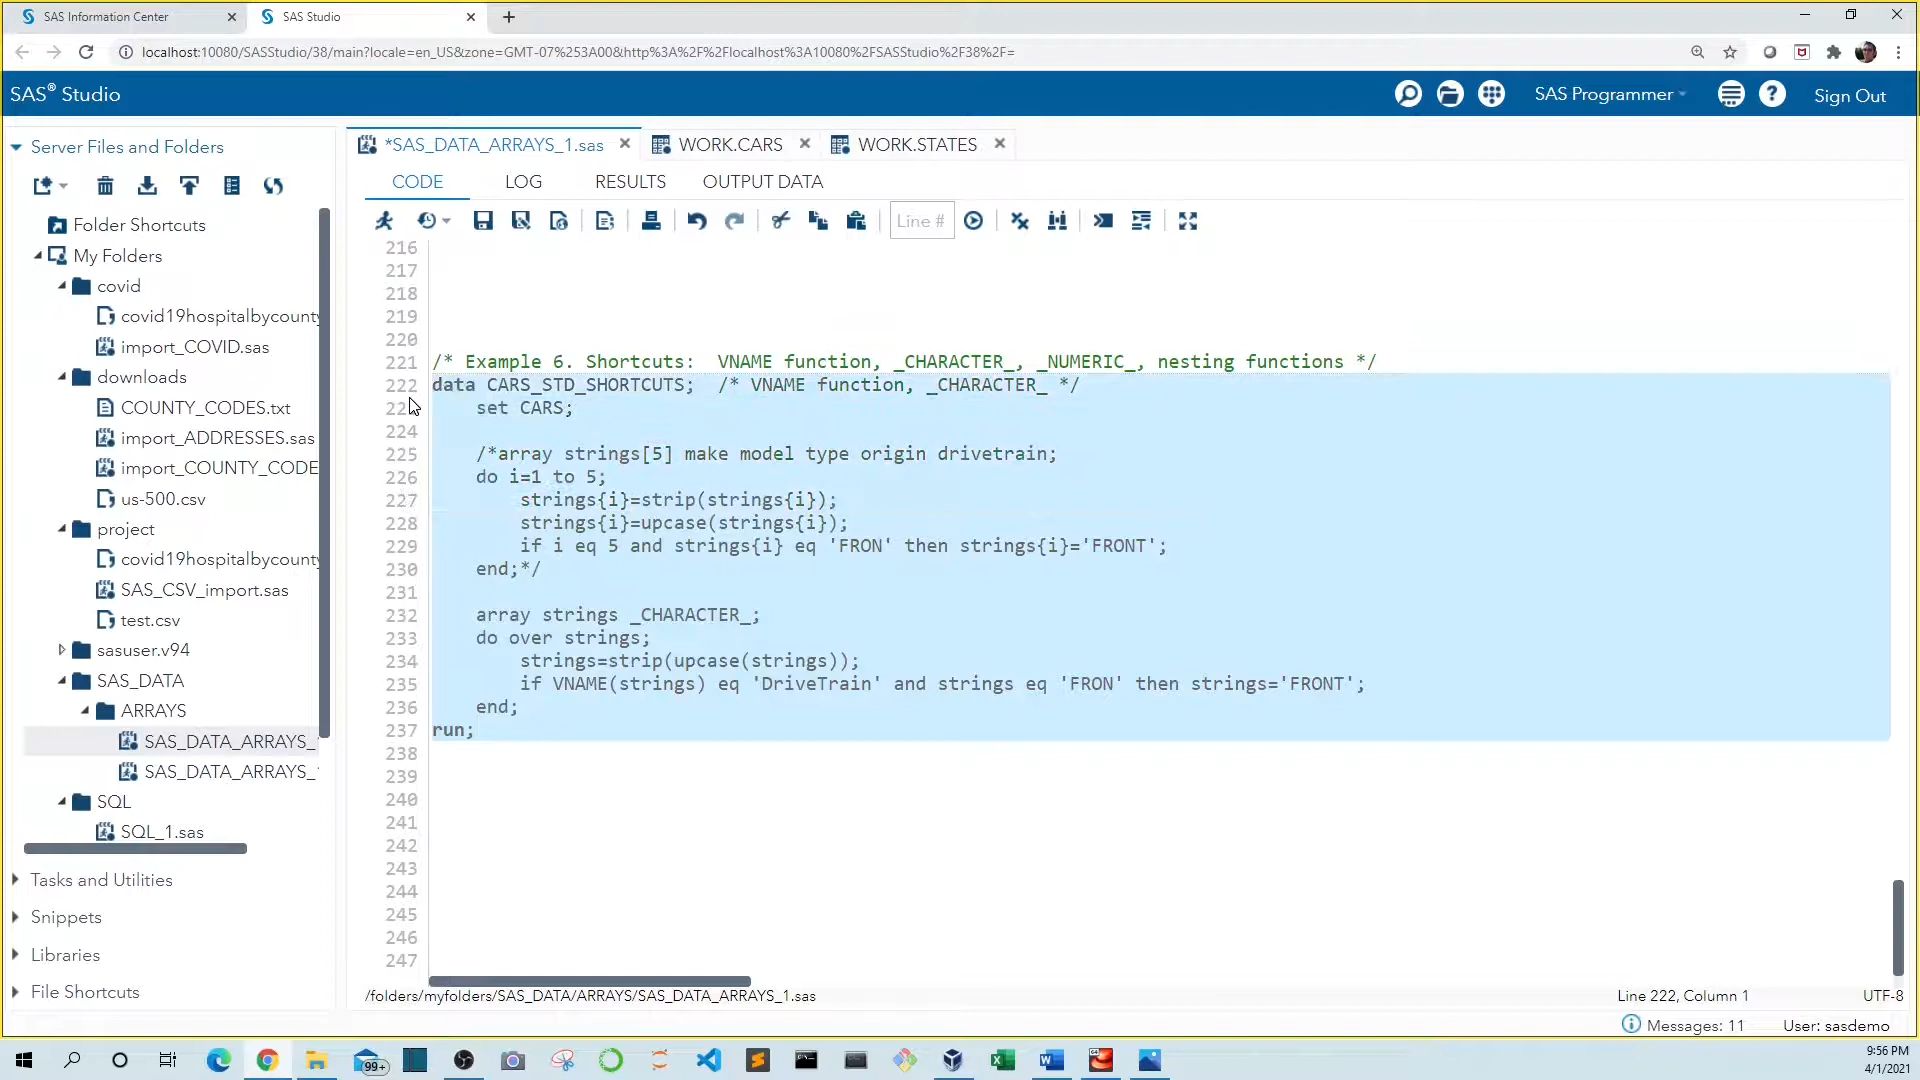 SAS Information Center
SAS Studio
localhost:10080/SASStudio/38/main?locale=en_US&zone=GMT-07%253A00&http%3A%2F%2Flocalhost%3A10080%2FSASStudio%2F38%2F=
SAS® Studio
SAS Programmer
Sign Out
Server Files and Folders
Folder Shortcuts
My Folders
covid
covid19hospitalbycounty
import_COVID.sas
downloads
COUNTY_CODES.txt
import_ADDRESSES.sas
import_COUNTY_CODE
us-500.csv
project
covid19hospitalbycounty
SAS_CSV_import.sas
test.csv
sasuser.v94
SAS_DATA
ARRAYS
SAS_DATA_ARRAYS_
SAS_DATA_ARRAYS_
SQL
SQL_1.sas
Tasks and Utilities
Snippets
Libraries
File Shortcuts
*SAS_DATA_ARRAYS_1.sas
WORK.CARS
WORK.STATES
CODE LOG RESULTS OUTPUT DATA
Line #
216
217
218
219
220
221 /* Example 6. Shortcuts:  VNAME function, _CHARACTER_, _NUMERIC_, nesting functions */
222 data CARS_STD_SHORTCUTS;  /* VNAME function, _CHARACTER_ */
22 set CARS;
224
225 /*array strings[5] make model type origin drivetrain;
226 do i=1 to 5;
227 strings{i}=strip(strings{i});
228 strings{i}=upcase(strings{i});
229 if i eq 5 and strings{i} eq 'FRON' then strings{i}='FRONT';
230 end;*/
231
232 array strings _CHARACTER_;
233 do over strings;
234 strings=strip(upcase(strings));
235 if VNAME(strings) eq 'DriveTrain' and strings eq 'FRON' then strings='FRONT';
236 end;
237 run;
238
239
240
241
242
243
244
245
246
247
/folders/myfolders/SAS_DATA/ARRAYS/SAS_DATA_ARRAYS_1.sas
Line 222, Column 1
UTF-8
Messages: 11
User: sasdemo
99+
9:56 PM
4/1/2021